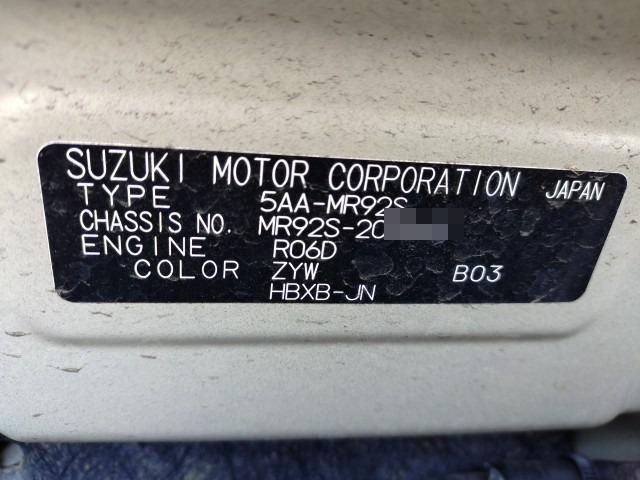 SUZUKI MOTOR CORPORATION JAPAN
TYPE 5AA-MR92S
CHASSIS NO. MR92S-20
ENGINE R06D
COLOR ZYW B03
HBXB-JN